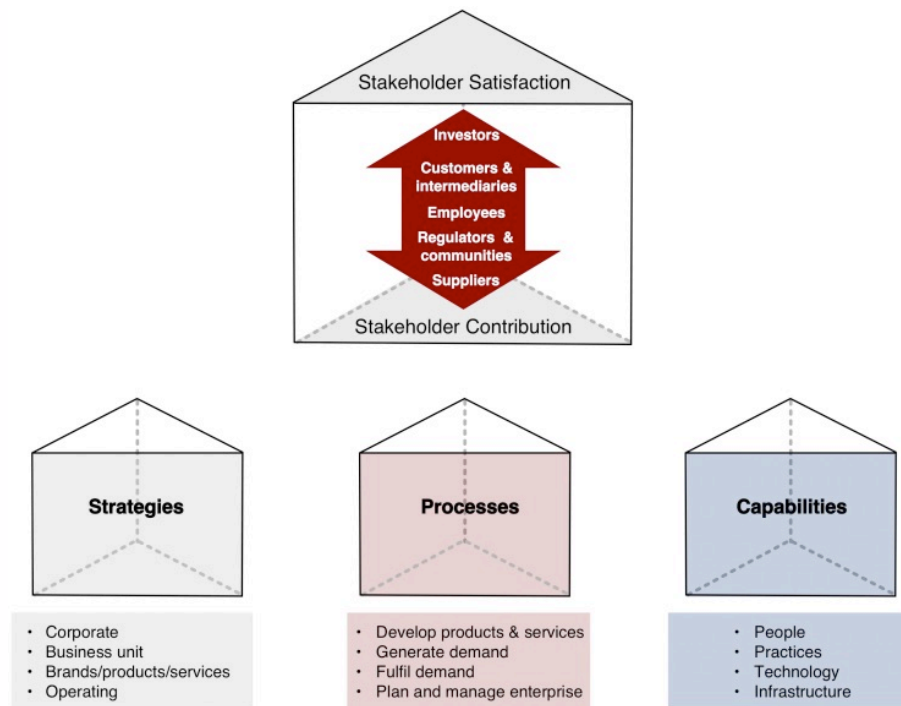 Stakeholder Satisfaction
Investors
Customers &
intermediaries
Employees
Regulators &
communities
Suppliers
Stakeholder Contribution
Strategies
• Corporate
• Business unit
• Brands/products/services
• Operating
Processes
• Develop products & services
• Generate demand
• Fulfil demand
• Plan and manage enterprise
Capabilities
• People
• Practices
• Technology
• Infrastructure